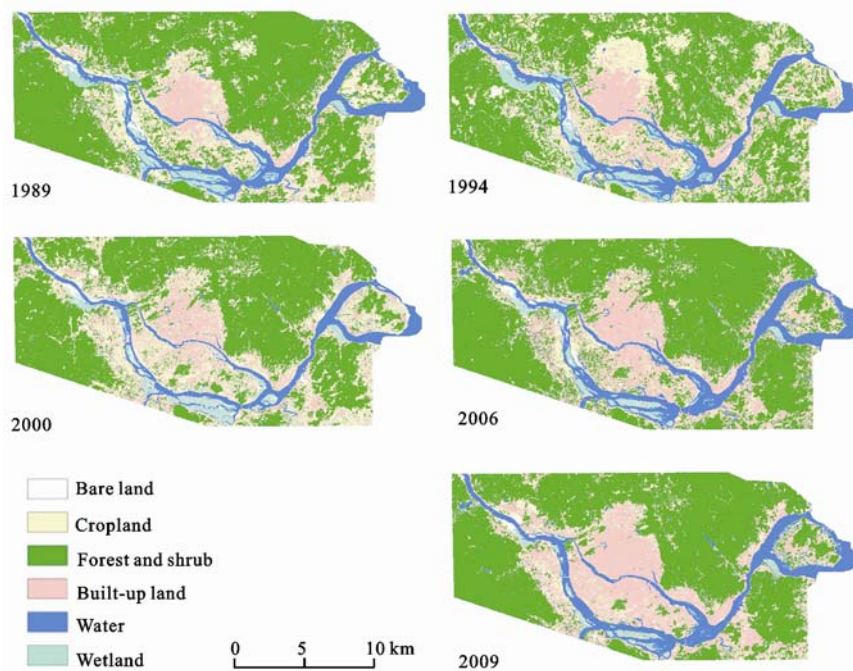 1989
1994
2000
2006
Bare land
Cropland
Forest and shrub
Built-up land
Water
Wetland
0 5 10 km
2009